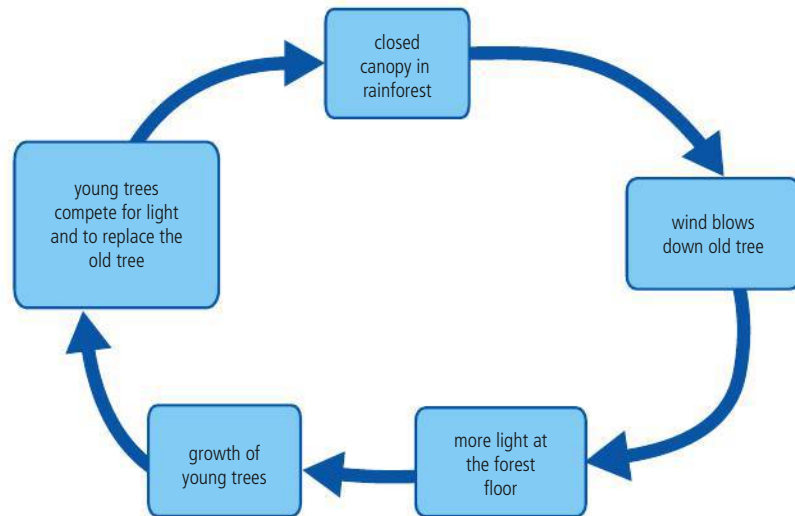 closed
canopy in
rainforest
wind blows
down old tree
more light at
the forest
floor
growth of
young trees
young trees
compete for light
and to replace the
old tree